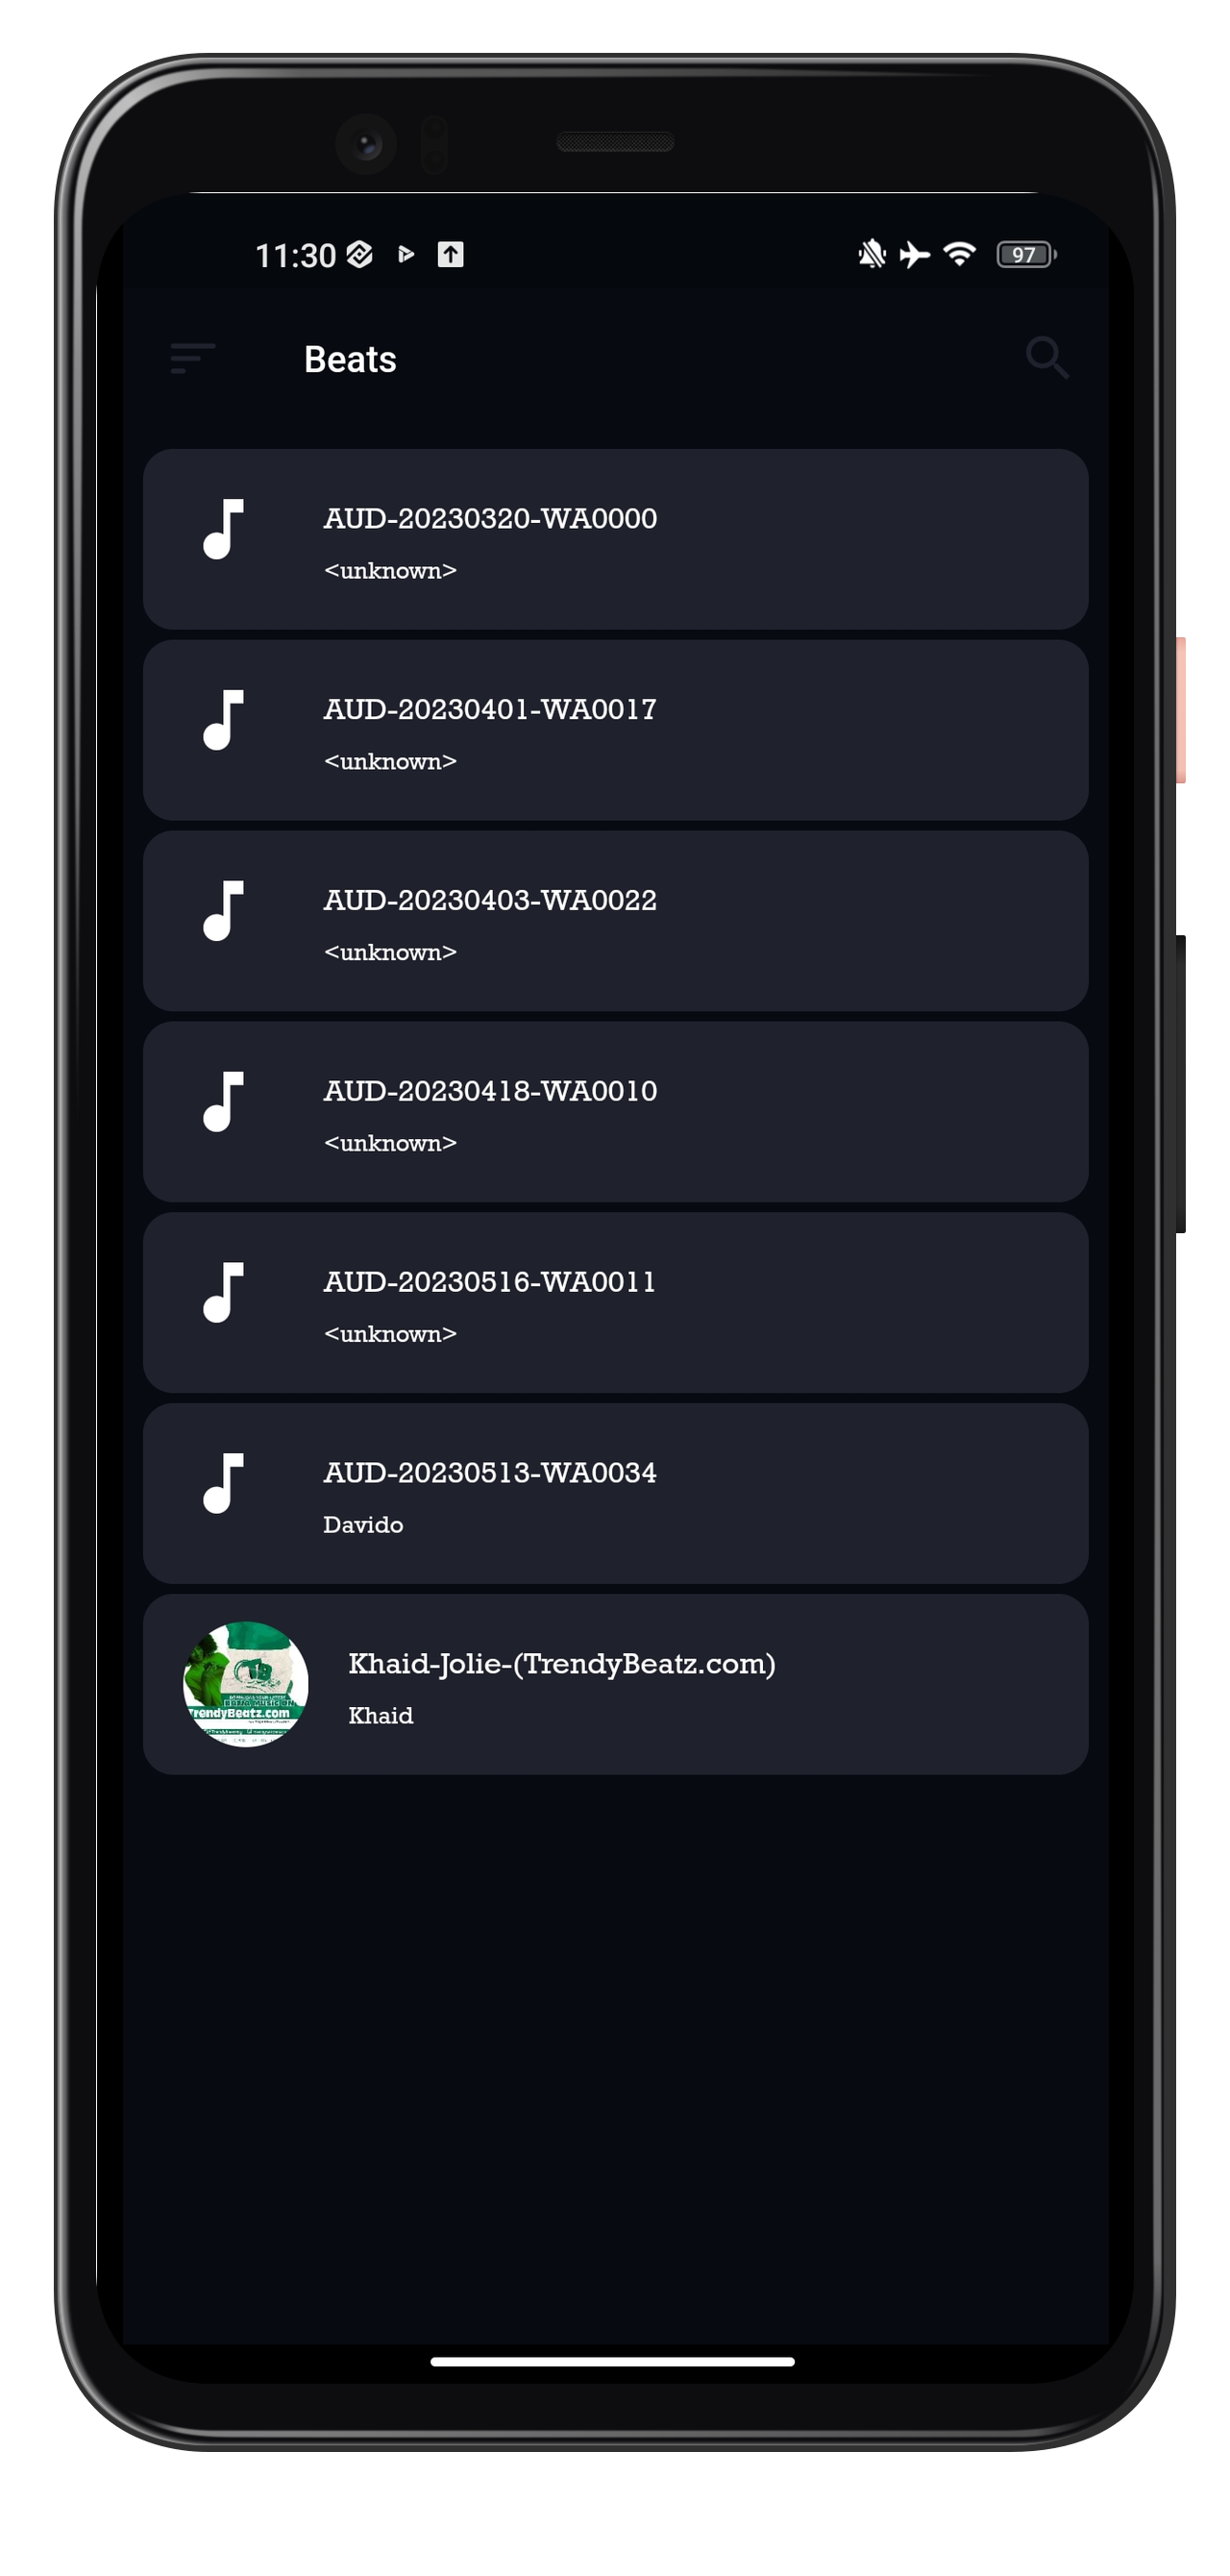 11:30
97
Beats
AUD-20230320-WA0000
<unknown>
AUD-20230401-WA0017
<unknown>
AUD-20230403-WA0022
<unknown>
AUD-20230418-WA0010
<unknown>
AUD-20230516-WA0011
<unknown>
AUD-20230513-WA0034
Davido
TrendyBeatz.com
Khaid-Jolie-(TrendyBeatz.com)
Khaid